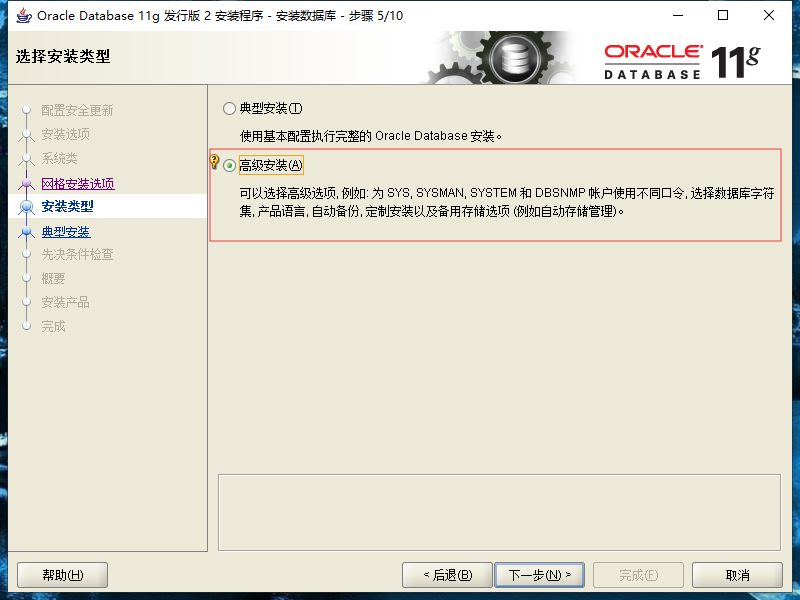 Oracle Database 11g 发行版 2 安装程序 - 安装数据库 - 步骤 5/10
选择安装类型
ORACLE
DATABASE
11g
配置安全更新
安装选项
系统类
网格安装选项
安装类型
典型安装
先决条件检查
概要
安装产品
完成
典型安装(T)
使用基本配置执行完整的 Oracle Database 安装。
高级安装(A)
可以选择高级选项, 例如: 为 SYS, SYSMAN, SYSTEM 和 DBSNMP 帐户使用不同口令, 选择数据库字符
集, 产品语言, 自动备份, 定制安装以及备用存储选项 (例如自动存储管理)。
帮助(H)
< 后退(B)
下一步(N) >
完成(F)
取消